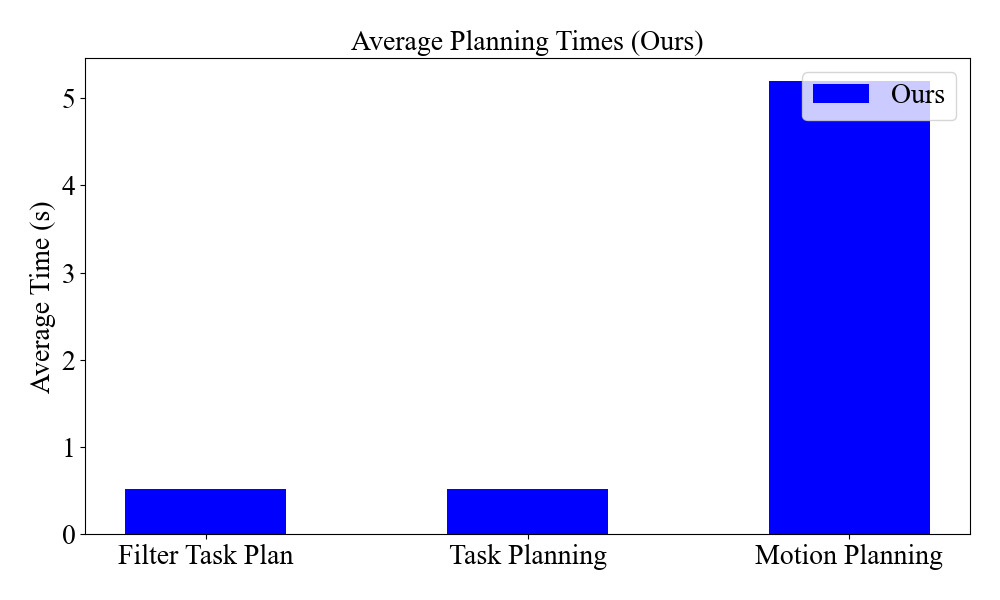 Average Planning Times (Ours)
Ours
Average Time (s)
5
4
3
2
1
0
Filter Task Plan
Task Planning
Motion Planning